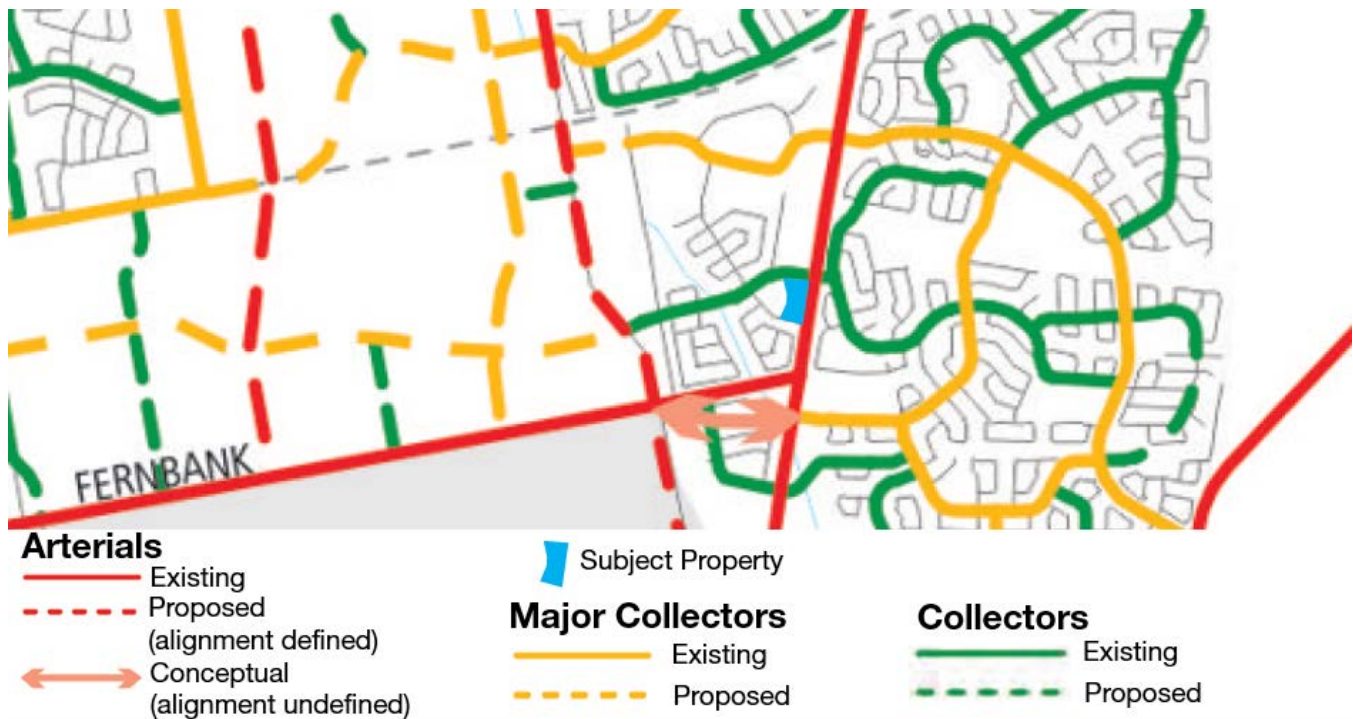 FERNBANK
Arterials
Existing
Proposed
(alignment defined)
Conceptual
(alignment undefined)
Subject Property
Major Collectors
Existing
Proposed
Collectors
Existing
Proposed